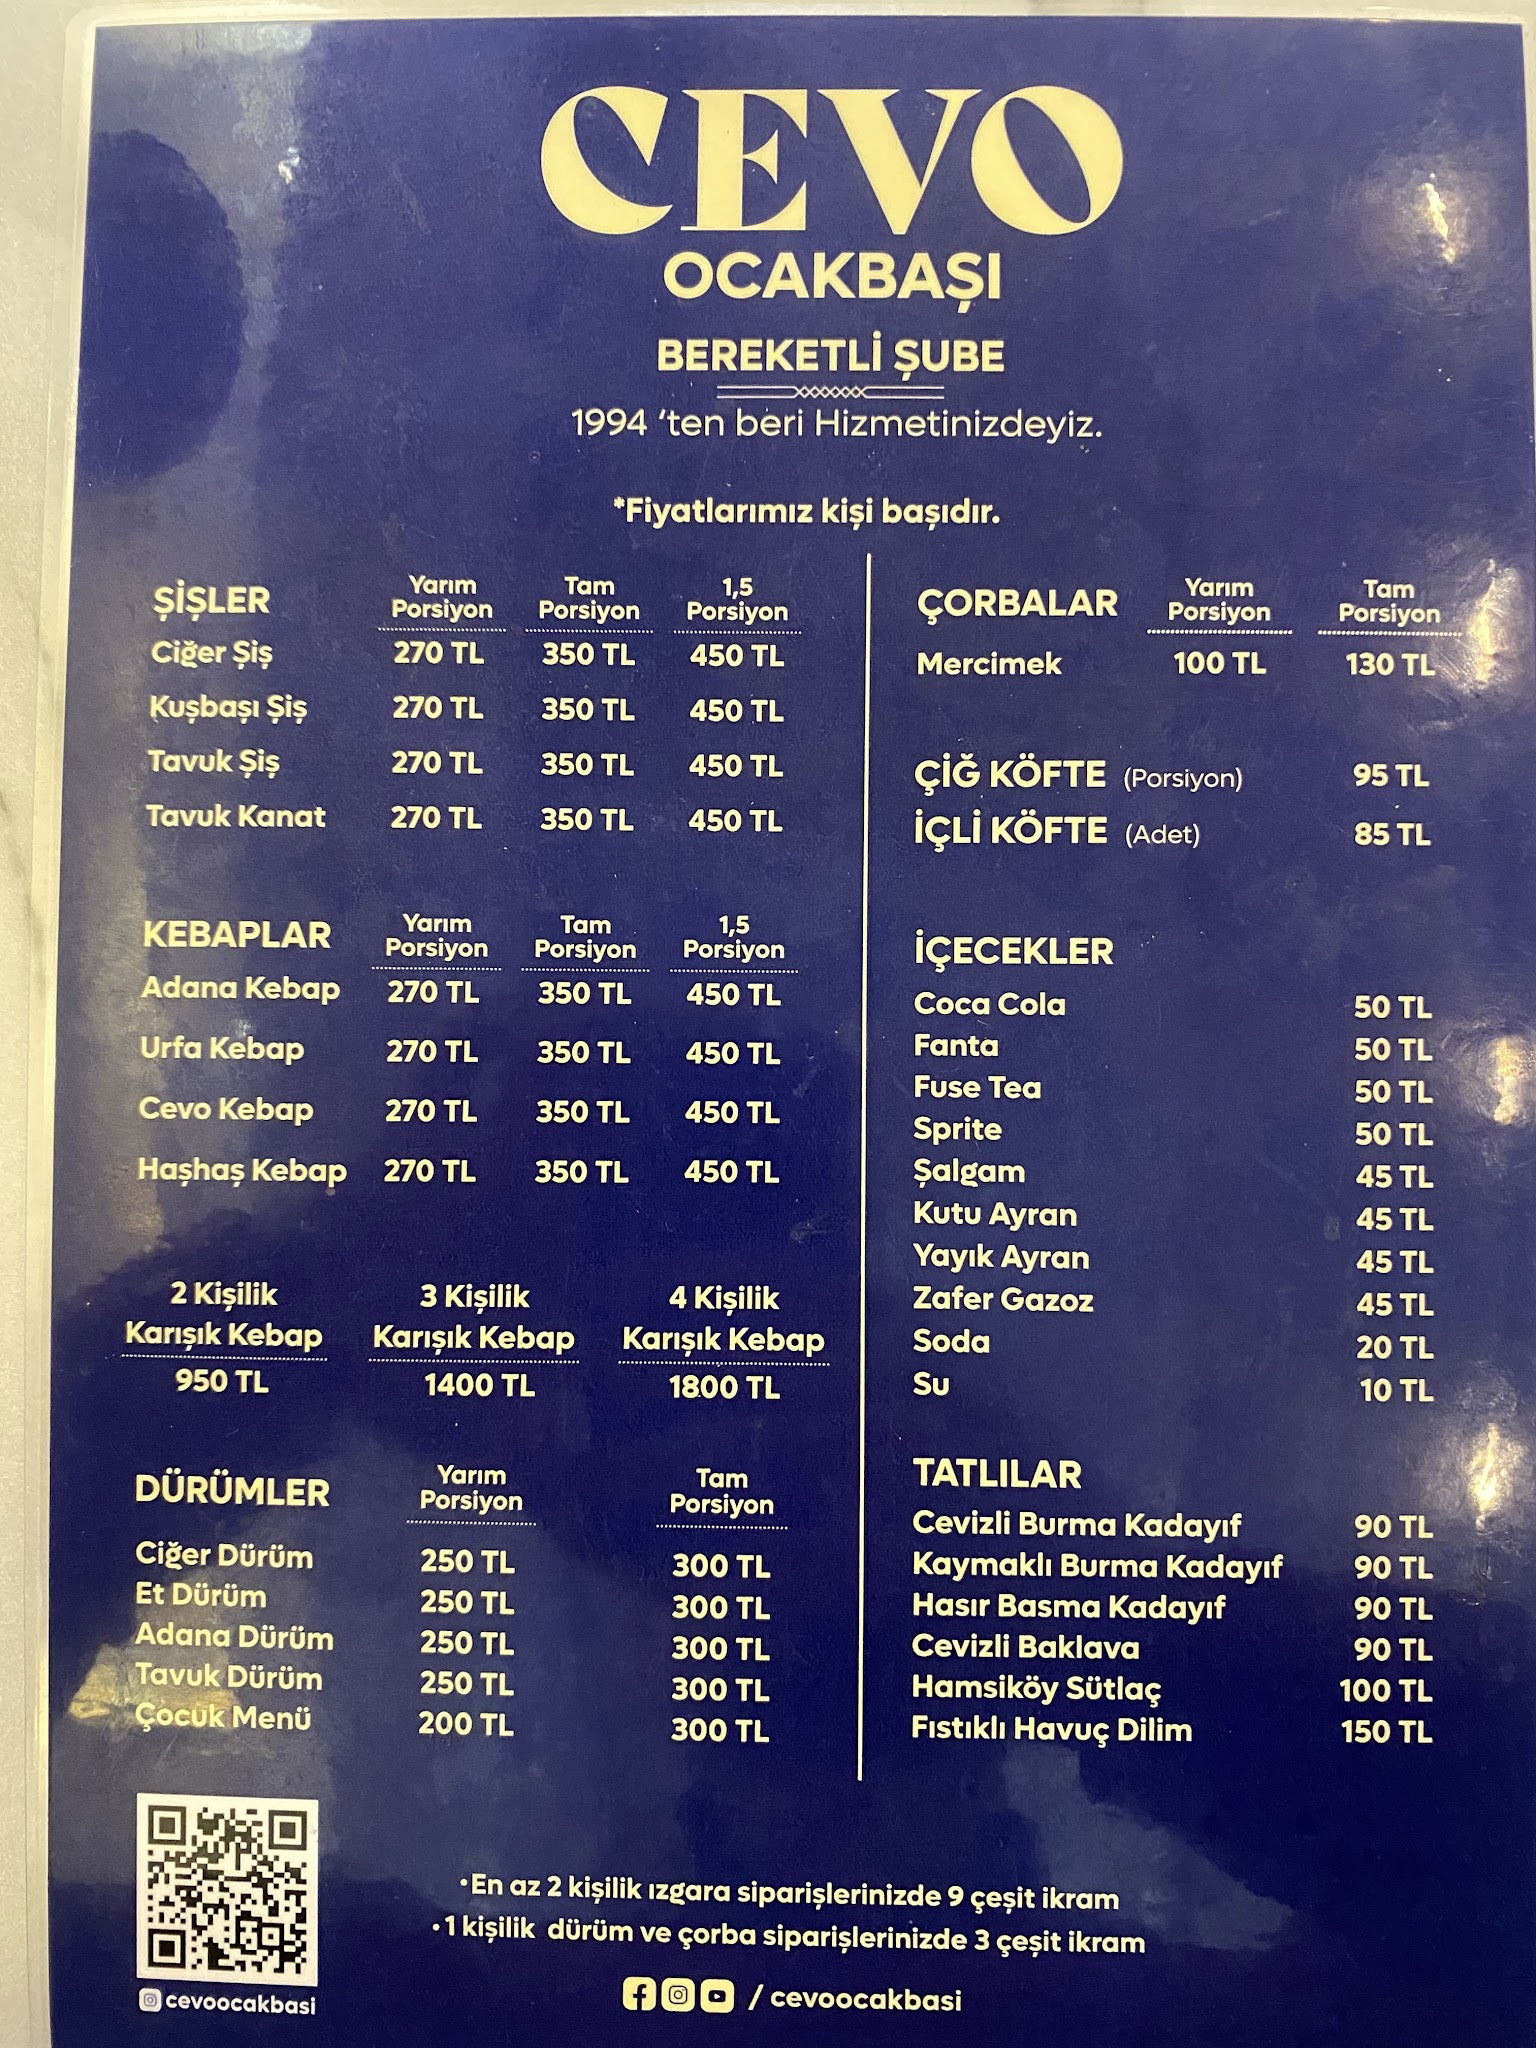 CEVO
OCAKBAŞI
BEREKETLİ ŞUBE
1994 ‘ten beri Hizmetinizdeyiz.
*Fiyatlarımız kişi başıdır.
ŞİŞLER Yarım Porsiyon Tam Porsiyon 1,5 Porsiyon
Ciğer Şiş 270 TL 350 TL 450 TL
Kuşbaşı Şiş 270 TL 350 TL 450 TL
Tavuk Şiş 270 TL 350 TL 450 TL
Tavuk Kanat 270 TL 350 TL 450 TL
KEBAPLAR Yarım Porsiyon Tam Porsiyon 1,5 Porsiyon
Adana Kebap 270 TL 350 TL 450 TL
Urfa Kebap 270 TL 350 TL 450 TL
Cevo Kebap 270 TL 350 TL 450 TL
Haşhaş Kebap 270 TL 350 TL 450 TL
2 Kişilik 3 Kişilik 4 Kişilik
Karışık Kebap Karışık Kebap Karışık Kebap
950 TL 1400 TL 1800 TL
DÜRÜMLER Yarım Porsiyon Tam Porsiyon
Ciğer Dürüm 250 TL 300 TL
Et Dürüm 250 TL 300 TL
Adana Dürüm 250 TL 300 TL
Tavuk Dürüm 250 TL 300 TL
Çocuk Menü 200 TL 300 TL
ÇORBALAR Yarım Porsiyon Tam Porsiyon
Mercimek 100 TL 130 TL
ÇİĞ KÖFTE (Porsiyon) 95 TL
İÇLİ KÖFTE (Adet) 85 TL
İÇECEKLER
Coca Cola 50 TL
Fanta 50 TL
Fuse Tea 50 TL
Sprite 50 TL
Şalgam 45 TL
Kutu Ayran 45 TL
Yayık Ayran 45 TL
Zafer Gazoz 45 TL
Soda 20 TL
Su 10 TL
TATLILAR
Cevizli Burma Kadayıf 90 TL
Kaymaklı Burma Kadayıf 90 TL
Hasır Basma Kadayıf 90 TL
Cevizli Baklava 90 TL
Hamsiköy Sütlaç 100 TL
Fıstıklı Havuç Dilim 150 TL
•En az 2 kişilik ızgara siparişlerinizde 9 çeşit ikram
•1 kişilik dürüm ve çorba siparişlerinizde 3 çeşit ikram
cevoocakbasi
/ cevoocakbasi